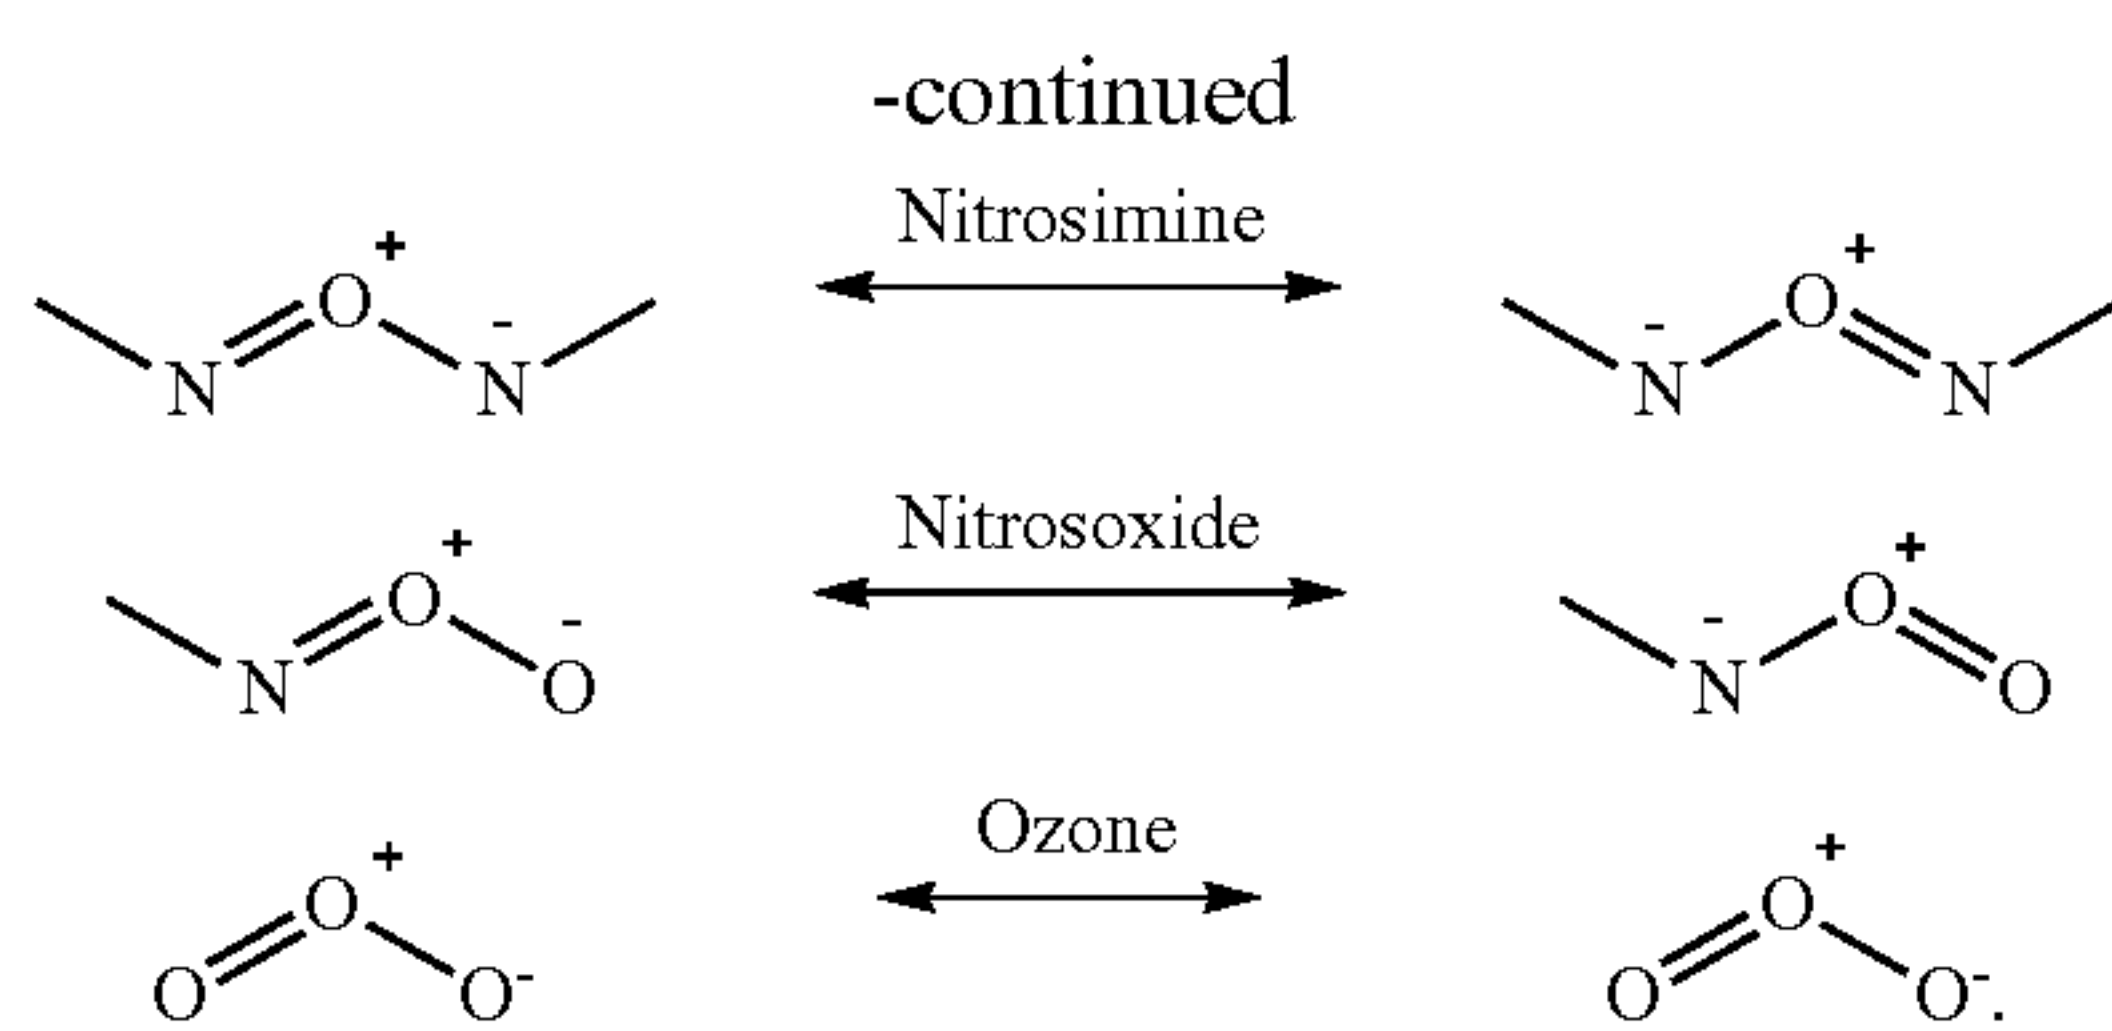 -continued
Nitrosimine
N O + N - N - O + N
Nitrosoxide
N O + O - N - O + O
Ozone
O O + O - O O + O - .